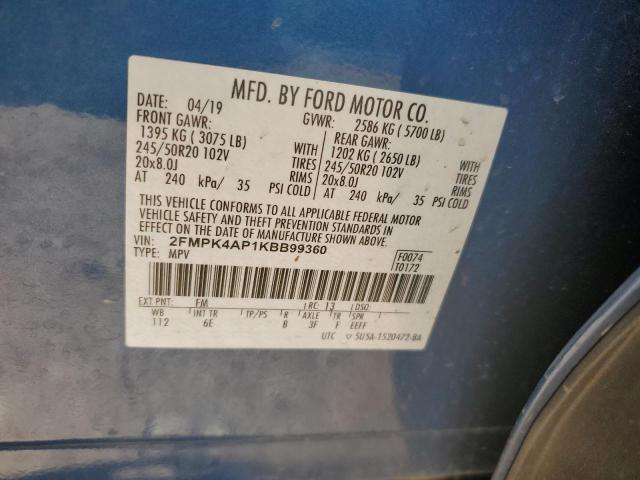 MFD. BY FORD MOTOR CO.
DATE: 04/19 GVWR: 2586 KG ( 5700 LB)
FRONT GAWR: REAR GAWR:
1395 KG ( 3075 LB) WITH 1202 KG ( 2650 LB) WITH
245/50R20 102V TIRES 245/50R20 102V TIRES
20x8.0J RIMS 20x8.0J RIMS
AT 240 kPa/ 35 PSI COLD AT 240 kPa/ 35 PSI COLD
THIS VEHICLE CONFORMS TO ALL APPLICABLE FEDERAL MOTOR
VEHICLE SAFETY AND THEFT PREVENTION STANDARDS IN
EFFECT ON THE DATE OF MANUFACTURE SHOWN ABOVE.
VIN: 2FMPK4AP1KBB99360 F0074
TYPE: MPV T0172
EXT PNT: FM RC: 13 DSO:
WB INT TR TP/PS R AXLE TR SPR
112 6E B 3F F EEFF
UTC 5U5A-1520472-BA